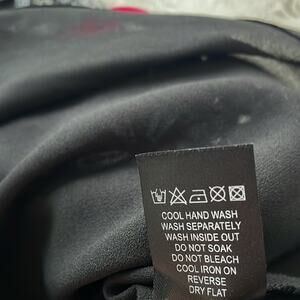 COOL HAND WASH
WASH SEPARATELY
WASH INSIDE OUT
DO NOT SOAK
DO NOT BLEACH
COOL IRON ON
REVERSE
DRY FLAT